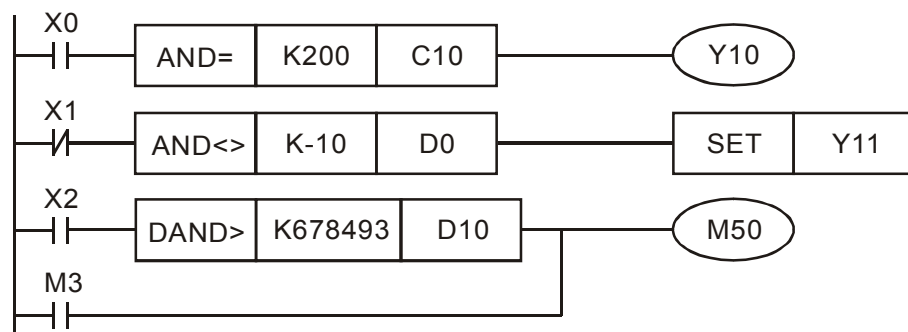 X0
AND= K200 C10 Y10
X1
AND<> K-10 D0 SET Y11
X2
DAND> K678493 D10 M50
M3